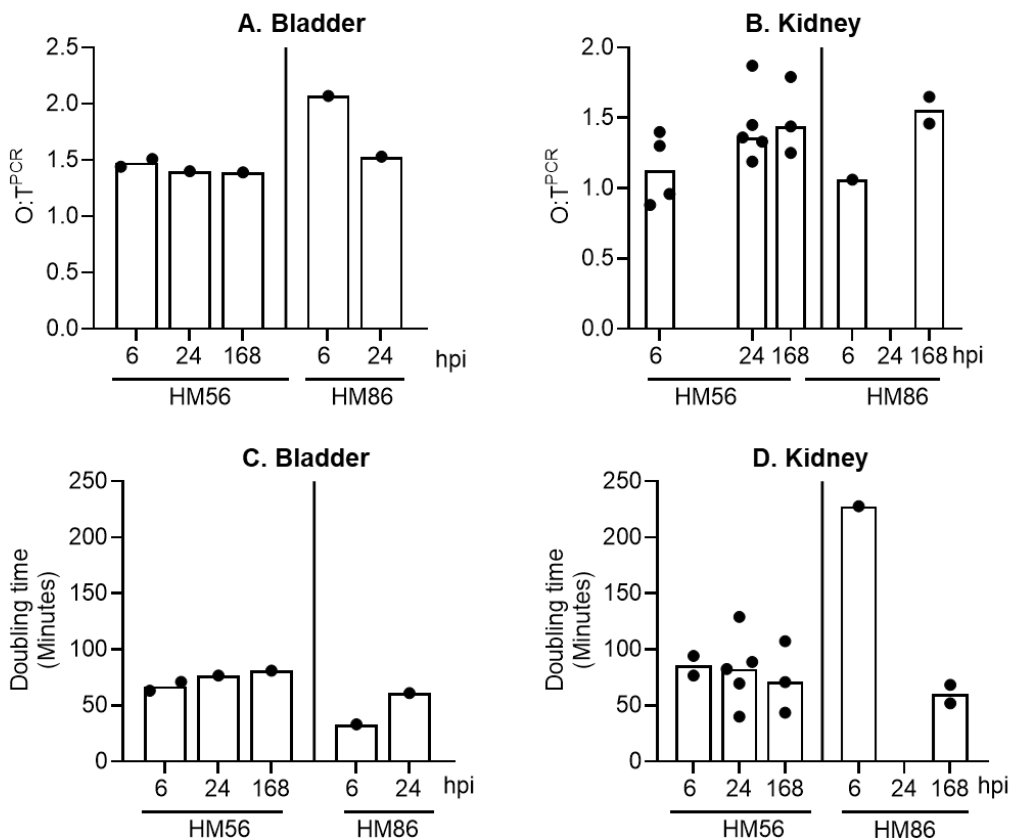 A. Bladder
2.5
2.0
1.5
1.0
0.5
0.0
O:T^PCR
6 24 168 6 24 hpi
HM56 HM86
B. Kidney
2.0
1.5
1.0
0.5
0.0
O:T^PCR
6 24 168 6 24 168 hpi
HM56 HM86
C. Bladder
250
200
150
100
50
0
Doubling time
(Minutes)
6 24 168 6 24 hpi
HM56 HM86
D. Kidney
250
200
150
100
50
0
Doubling time
(Minutes)
6 24 168 6 24 168 hpi
HM56 HM86